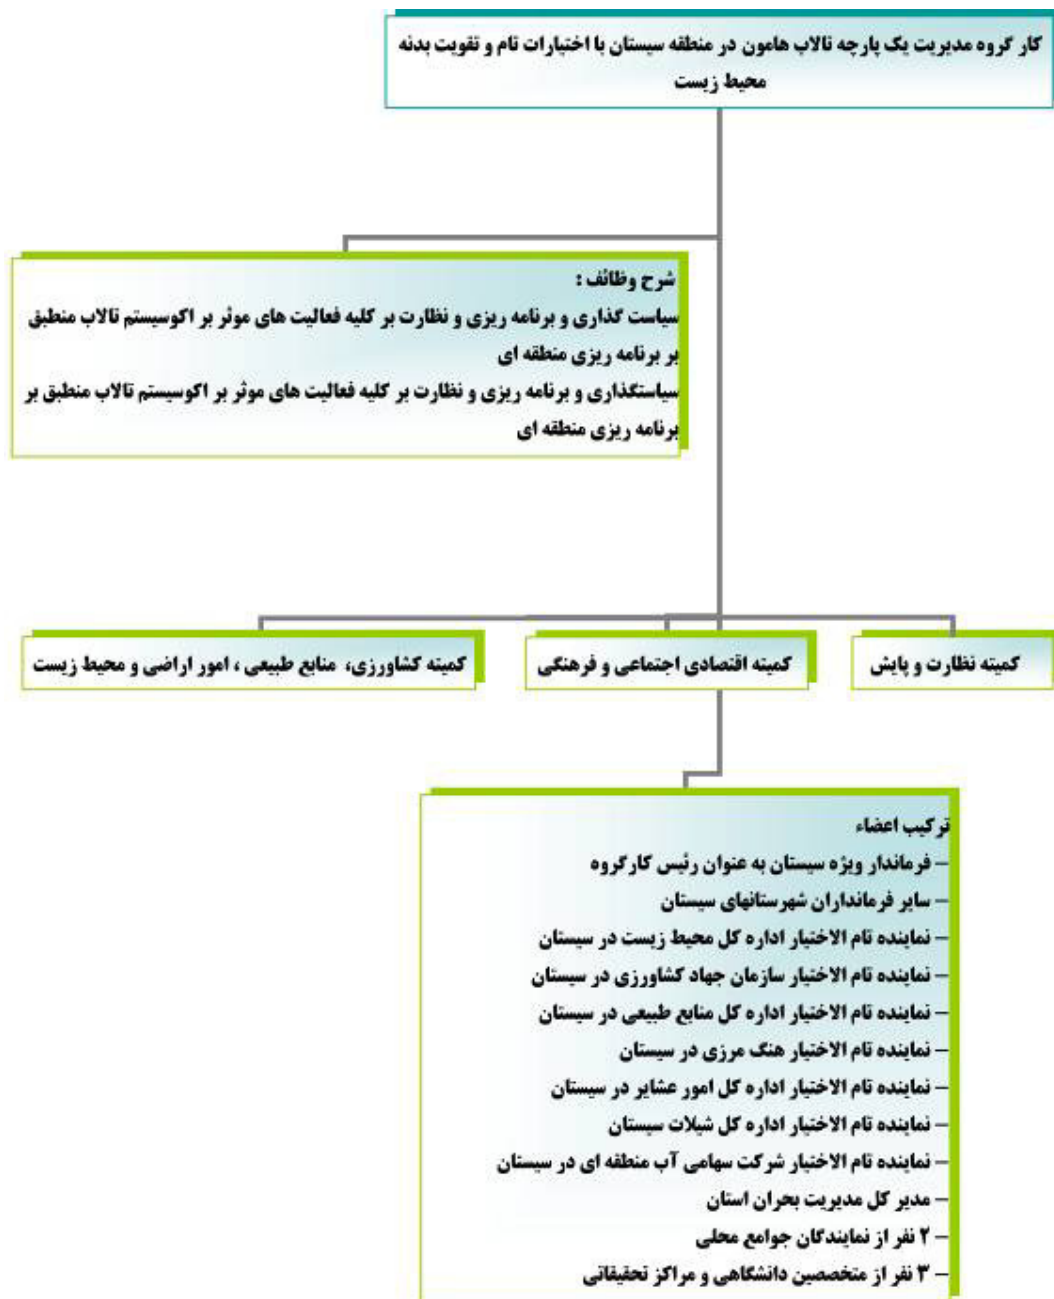 کار گروه مدیریت یک پارچه تالاب هامون در منطقه سیستان با اختیارات تام و تقویت بدنه
محیط زیست
شرح وظائف :
سیاست گذاری و برنامه ریزی و نظارت بر کلیه فعالیت های موثر بر اکوسیستم تالاب منطبق
بر برنامه ریزی منطقه ای
سیاستگذاری و برنامه ریزی و نظارت بر کلیه فعالیت های موثر بر اکوسیستم تالاب منطبق بر
برنامه ریزی منطقه ای
کمیته نظارت و پایش
کمیته اقتصادی اجتماعی و فرهنگی
کمیته کشاورزی، منابع طبیعی ، امور اراضی و محیط زیست
ترکیب اعضاء
– فرماندار ویژه سیستان به عنوان رئیس کارگروه
– سایر فرمانداران شهرستانهای سیستان
– نماینده تام الاختیار اداره کل محیط زیست در سیستان
– نماینده تام الاختیار سازمان جهاد کشاورزی در سیستان
– نماینده تام الاختیار اداره کل منابع طبیعی در سیستان
– نماینده تام الاختیار هنگ مرزی در سیستان
– نماینده تام الاختیار اداره کل امور عشایر در سیستان
– نماینده تام الاختیار اداره کل شیلات سیستان
– نماینده تام الاختیار شرکت سهامی آب منطقه ای در سیستان
– مدیر کل مدیریت بحران استان
– ۲ نفر از نمایندگان جوامع محلی
– ۳ نفر از متخصصین دانشگاهی و مراکز تحقیقاتی